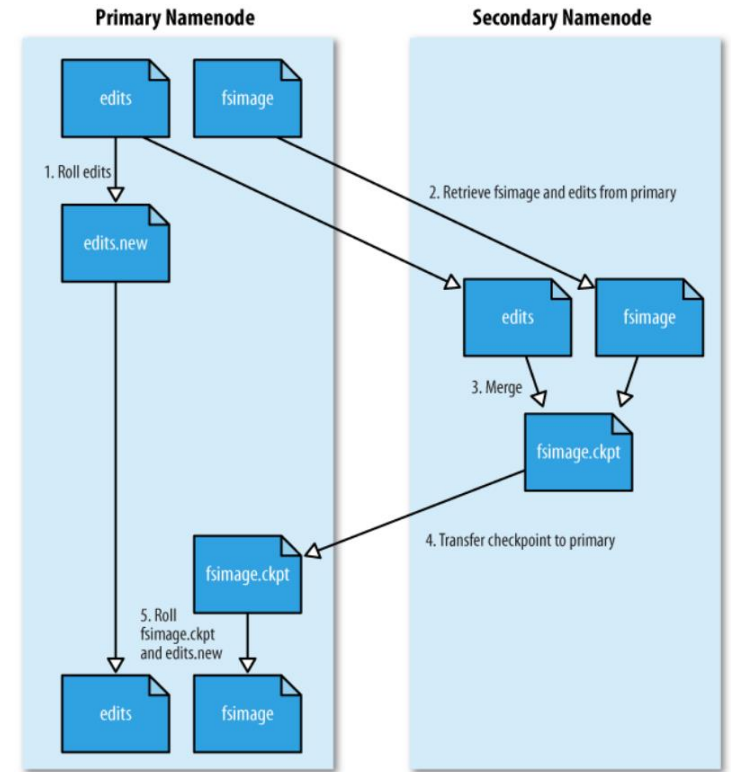 Primary Namenode
Secondary Namenode
edits
fsimage
1. Roll edits
2. Retrieve fsimage and edits from primary
edits.new
edits
fsimage
3. Merge
fsimage.ckpt
4. Transfer checkpoint to primary
fsimage.ckpt
5. Roll
fsimage.ckpt
and edits.new
edits
fsimage